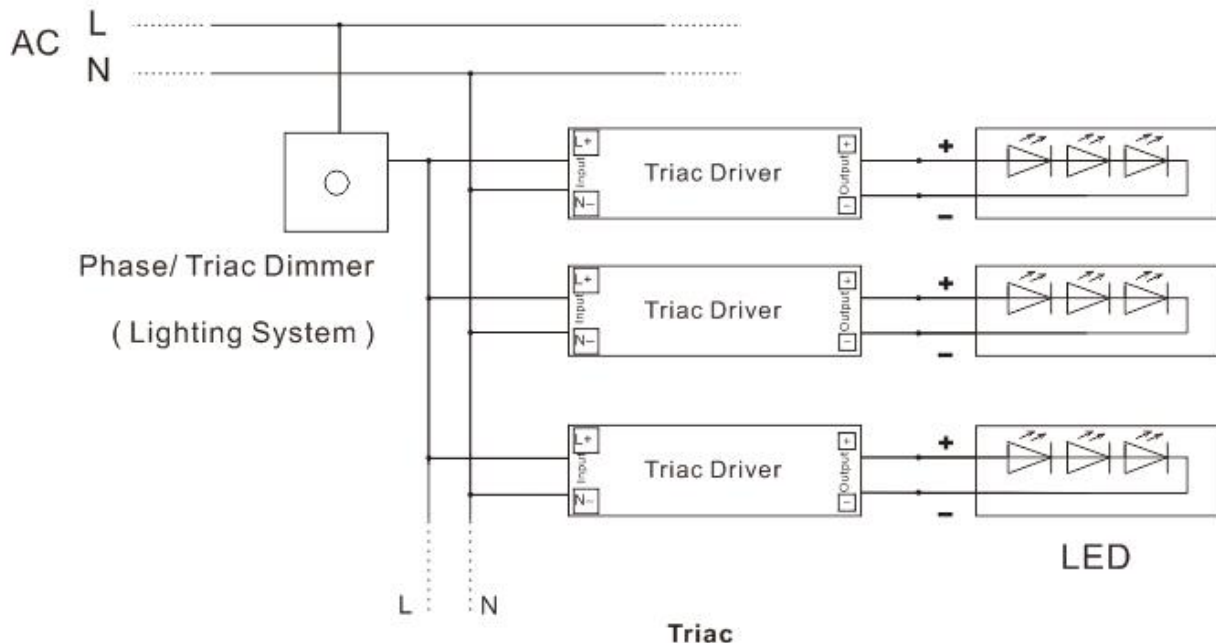 AC
L
N
L+
Input
N-
Triac Driver
+
Output
-
+
-
Phase/ Triac Dimmer
( Lighting System )
L+
Input
N-
Triac Driver
+
Output
-
+
-
L+
Input
N-
Triac Driver
+
Output
-
+
-
LED
L
N
Triac